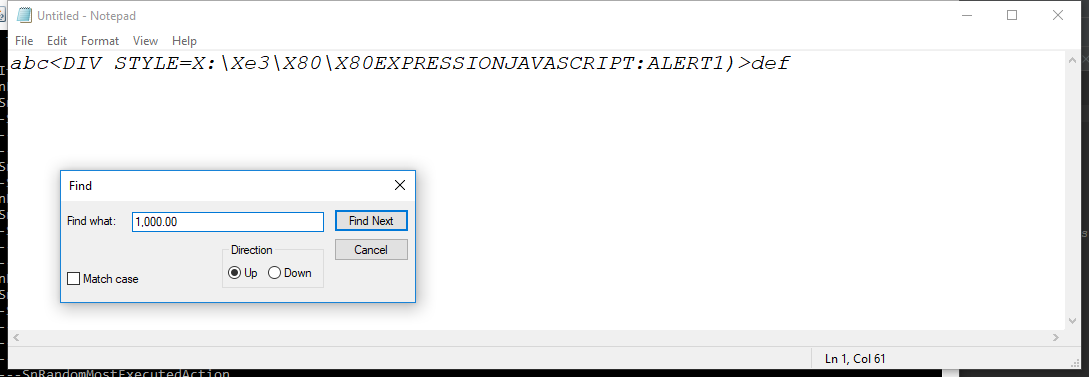 Untitled - Notepad
File Edit Format View Help
abc<DIV STYLE=X:\Xe3\X80\X80EXPRESSIONJAVASCRIPT:ALERT1)>def
Find
Find what: 1,000.00 Find Next
Direction Cancel
Up Down
Match case
Ln 1, Col 61
---SnRandomMostExecutedAction